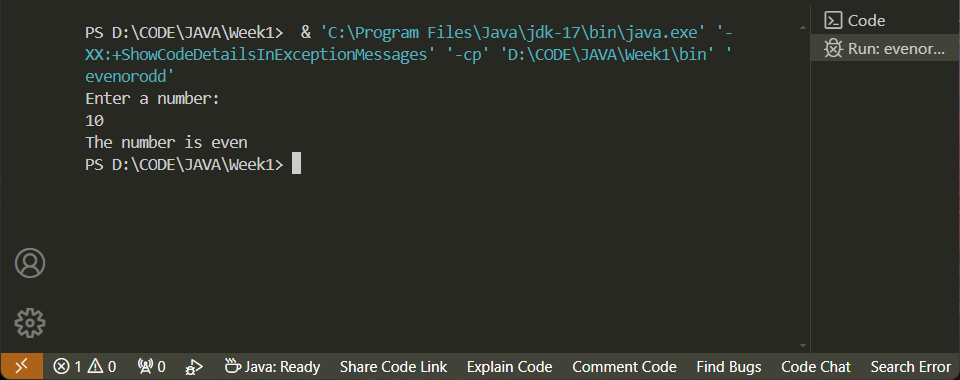 PS D:\CODE\JAVA\Week1>  & 'C:\Program Files\Java\jdk-17\bin\java.exe' '-
XX:+ShowCodeDetailsInExceptionMessages' '-cp' 'D:\CODE\JAVA\Week1\bin' '
evenorodd'
Enter a number:
10
The number is even
PS D:\CODE\JAVA\Week1>
Code
Run: evenor...
1 0 0 Java: Ready Share Code Link Explain Code Comment Code Find Bugs Code Chat Search Error